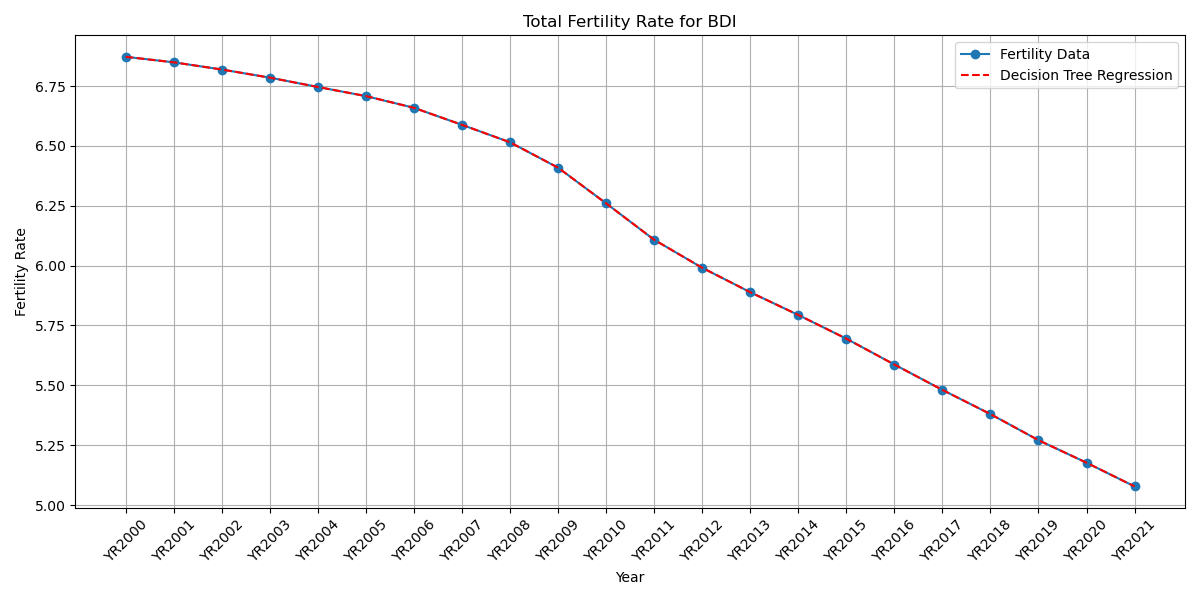 Total Fertility Rate for BDI
Fertility Data
Decision Tree Regression
Fertility Rate
6.75
6.50
6.25
6.00
5.75
5.50
5.25
5.00
YR2000
YR2001
YR2002
YR2003
YR2004
YR2005
YR2006
YR2007
YR2008
YR2009
YR2010
YR2011
YR2012
YR2013
YR2014
YR2015
YR2016
YR2017
YR2018
YR2019
YR2020
YR2021
Year